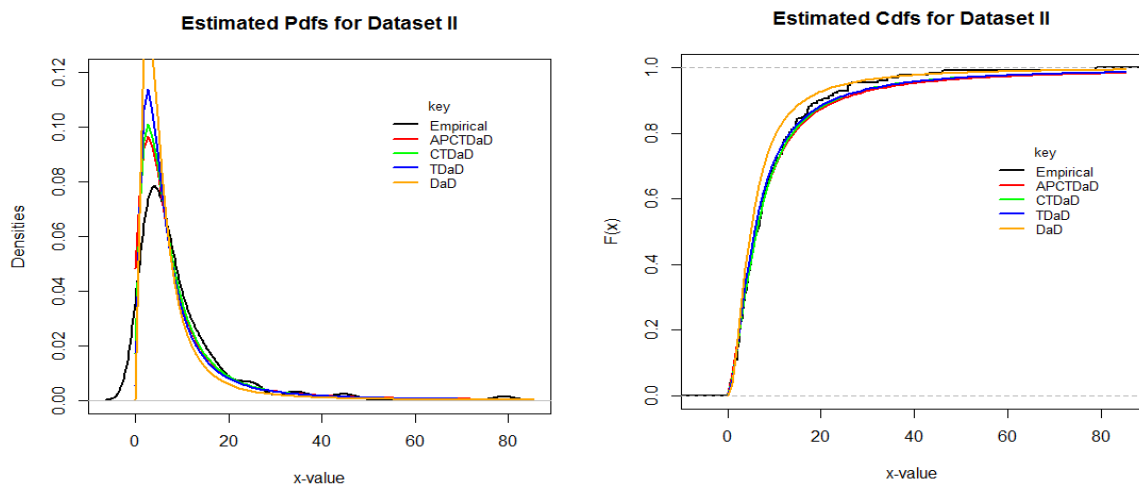 Estimated Pdfs for Dataset II
Densities
0.12
0.10
0.08
0.06
0.04
0.02
0.00
key
Empirical
APCTDaD
CTDaD
TDaD
DaD
0 20 40 60 80
x-value
Estimated Cdfs for Dataset II
F(x)
1.0
0.8
0.6
0.4
0.2
0.0
key
Empirical
APCTDaD
CTDaD
TDaD
DaD
0 20 40 60 80
x-value